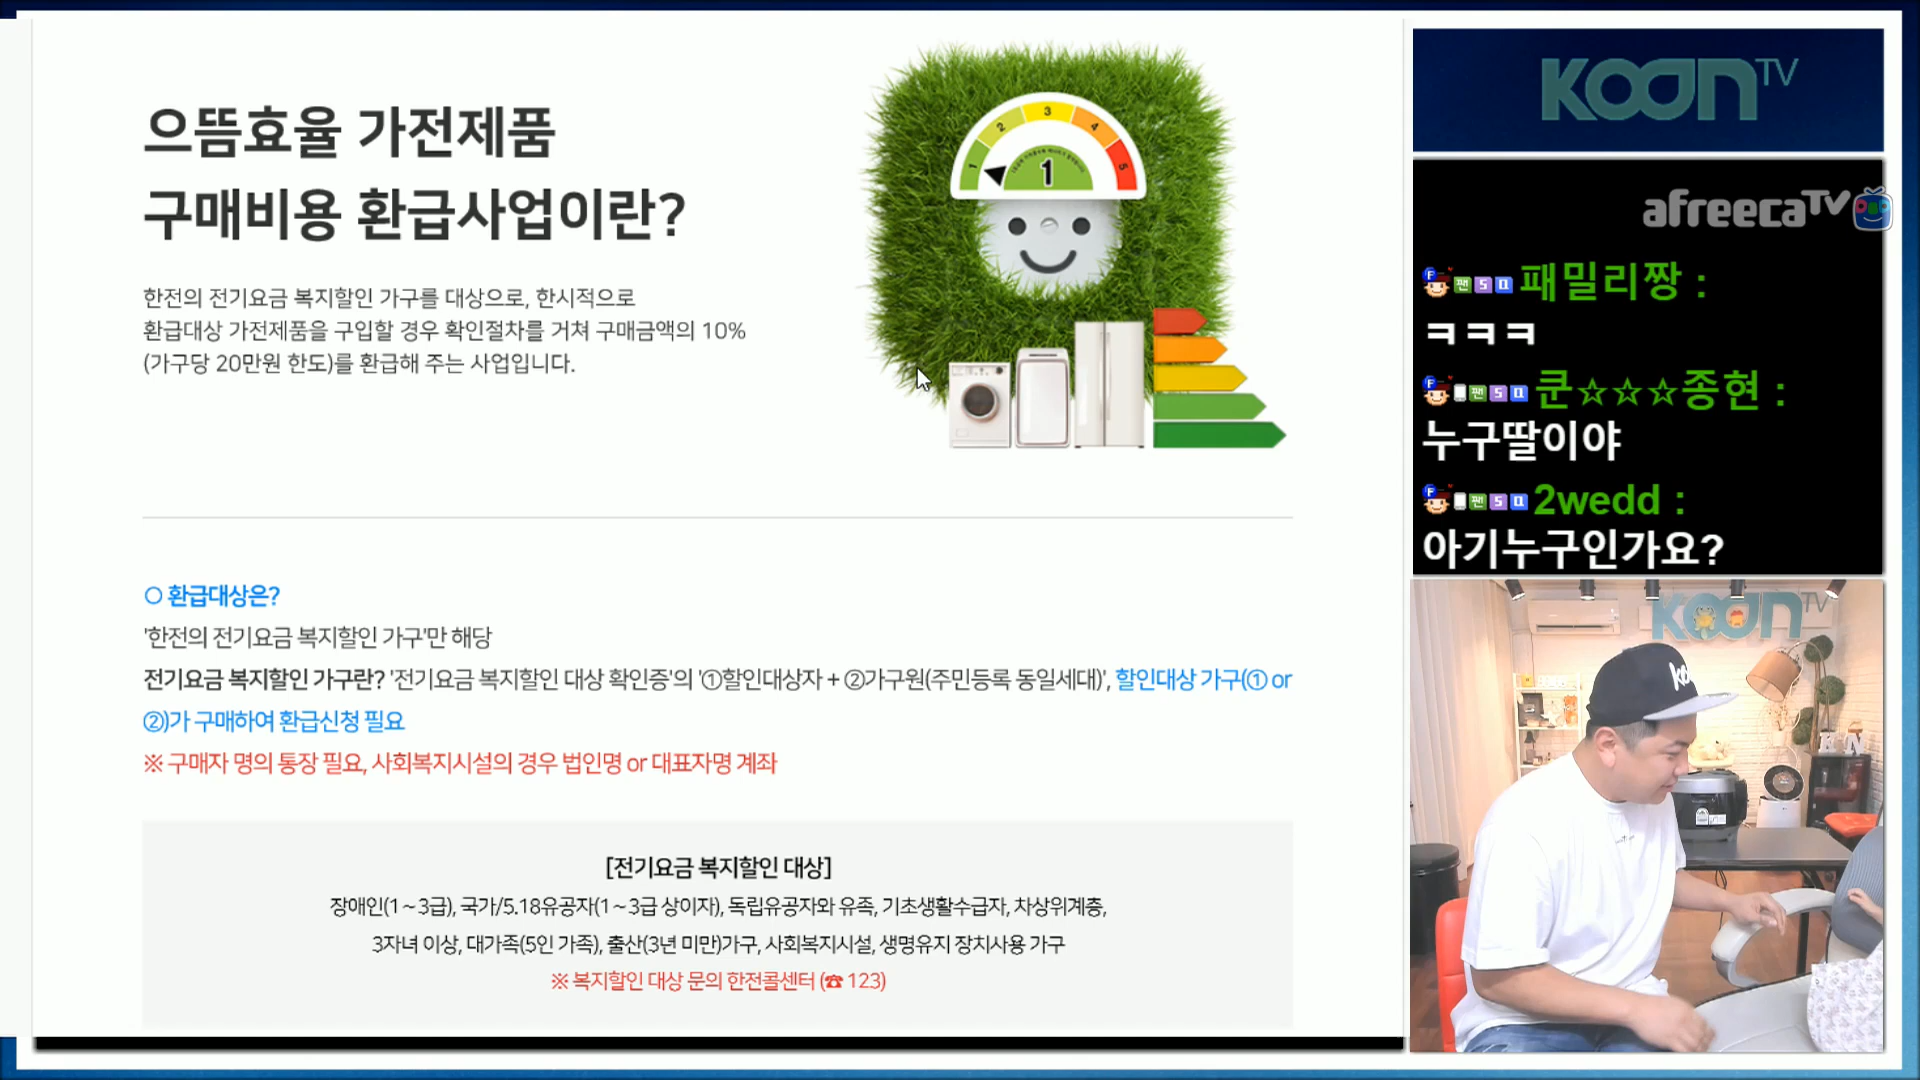 으뜸효율 가전제품
구매비용 환급사업이란?
한전의 전기요금 복지할인 가구를 대상으로, 한시적으로
환급대상 가전제품을 구입할 경우 확인절차를 거쳐 구매금액의 10%
(가구당 20만원 한도)를 환급해 주는 사업입니다.
1
2
3
4
5
1
○ 환급대상은?
'한전의 전기요금 복지할인 가구'만 해당
전기요금 복지할인 가구란? '전기요금 복지할인 대상 확인증'의 '①할인대상자 + ②가구원(주민등록 동일세대)', 할인대상 가구(① or
②)가 구매하여 환급신청 필요
※ 구매자 명의 통장 필요, 사회복지시설의 경우 법인명 or 대표자명 계좌
[전기요금 복지할인 대상]
장애인(1~3급), 국가/5.18유공자(1~3급 상이자), 독립유공자와 유족, 기초생활수급자, 차상위계층,
3자녀 이상, 대가족(5인 가족), 출산(3년 미만)가구, 사회복지시설, 생명유지 장치사용 가구
※ 복지할인 대상 문의 한전콜센터 (☎ 123)
KOON TV
afreecaTV
F 팬 5 패밀리짱 :
ㅋㅋㅋ
F 팬 5 쿤☆☆☆종현 :
누구딸이야
F 팬 5 2wedd :
아기누구인가요?
KOON TV